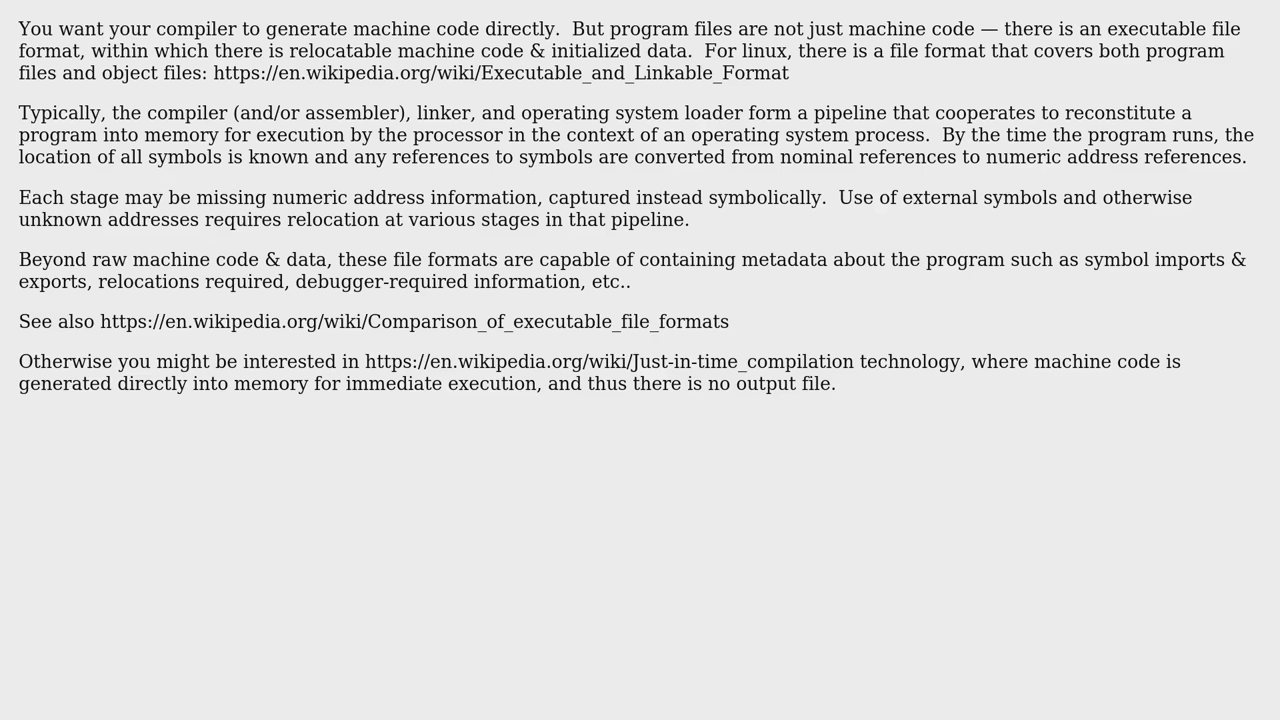 You want your compiler to generate machine code directly.  But program files are not just machine code — there is an executable file
format, within which there is relocatable machine code & initialized data.  For linux, there is a file format that covers both program
files and object files: https://en.wikipedia.org/wiki/Executable_and_Linkable_Format
Typically, the compiler (and/or assembler), linker, and operating system loader form a pipeline that cooperates to reconstitute a
program into memory for execution by the processor in the context of an operating system process.  By the time the program runs, the
location of all symbols is known and any references to symbols are converted from nominal references to numeric address references.
Each stage may be missing numeric address information, captured instead symbolically.  Use of external symbols and otherwise
unknown addresses requires relocation at various stages in that pipeline.
Beyond raw machine code & data, these file formats are capable of containing metadata about the program such as symbol imports &
exports, relocations required, debugger-required information, etc..
See also https://en.wikipedia.org/wiki/Comparison_of_executable_file_formats
Otherwise you might be interested in https://en.wikipedia.org/wiki/Just-in-time_compilation technology, where machine code is
generated directly into memory for immediate execution, and thus there is no output file.